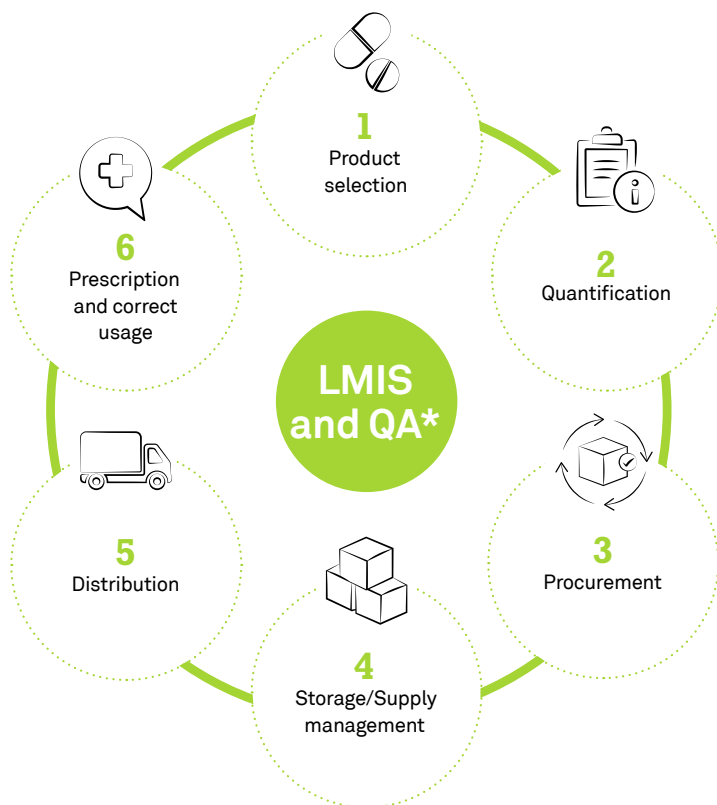 1
Product
selection
2
Quantification
3
Procurement
4
Storage/Supply
management
5
Distribution
6
Prescription
and correct
usage
LMIS
and QA*